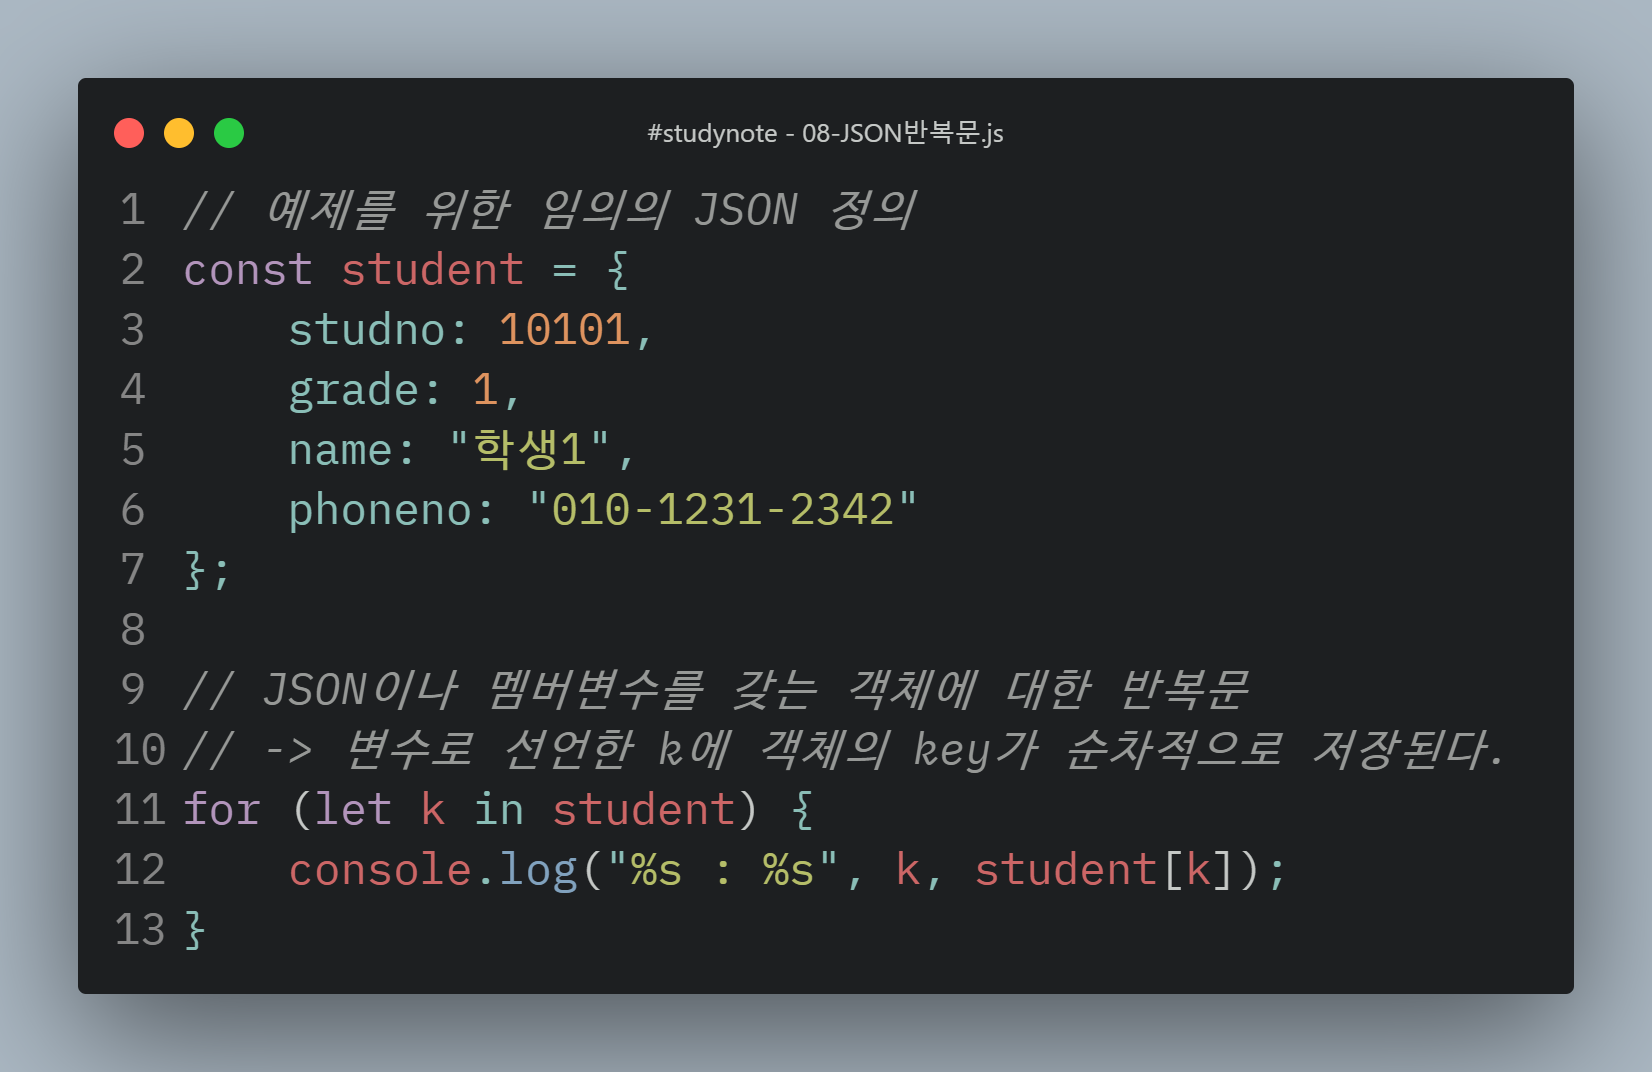 #studynote - 08-JSON반복문.js
1 // 예제를 위한 임의의 JSON 정의
2 const student = {
3     studno: 10101,
4     grade: 1,
5     name: "학생1",
6     phoneno: "010-1231-2342"
7 };
8
9 // JSON이나 멤버변수를 갖는 객체에 대한 반복문
10 // -> 변수로 선언한 k에 객체의 key가 순차적으로 저장된다.
11 for (let k in student) {
12     console.log("%s : %s", k, student[k]);
13 }